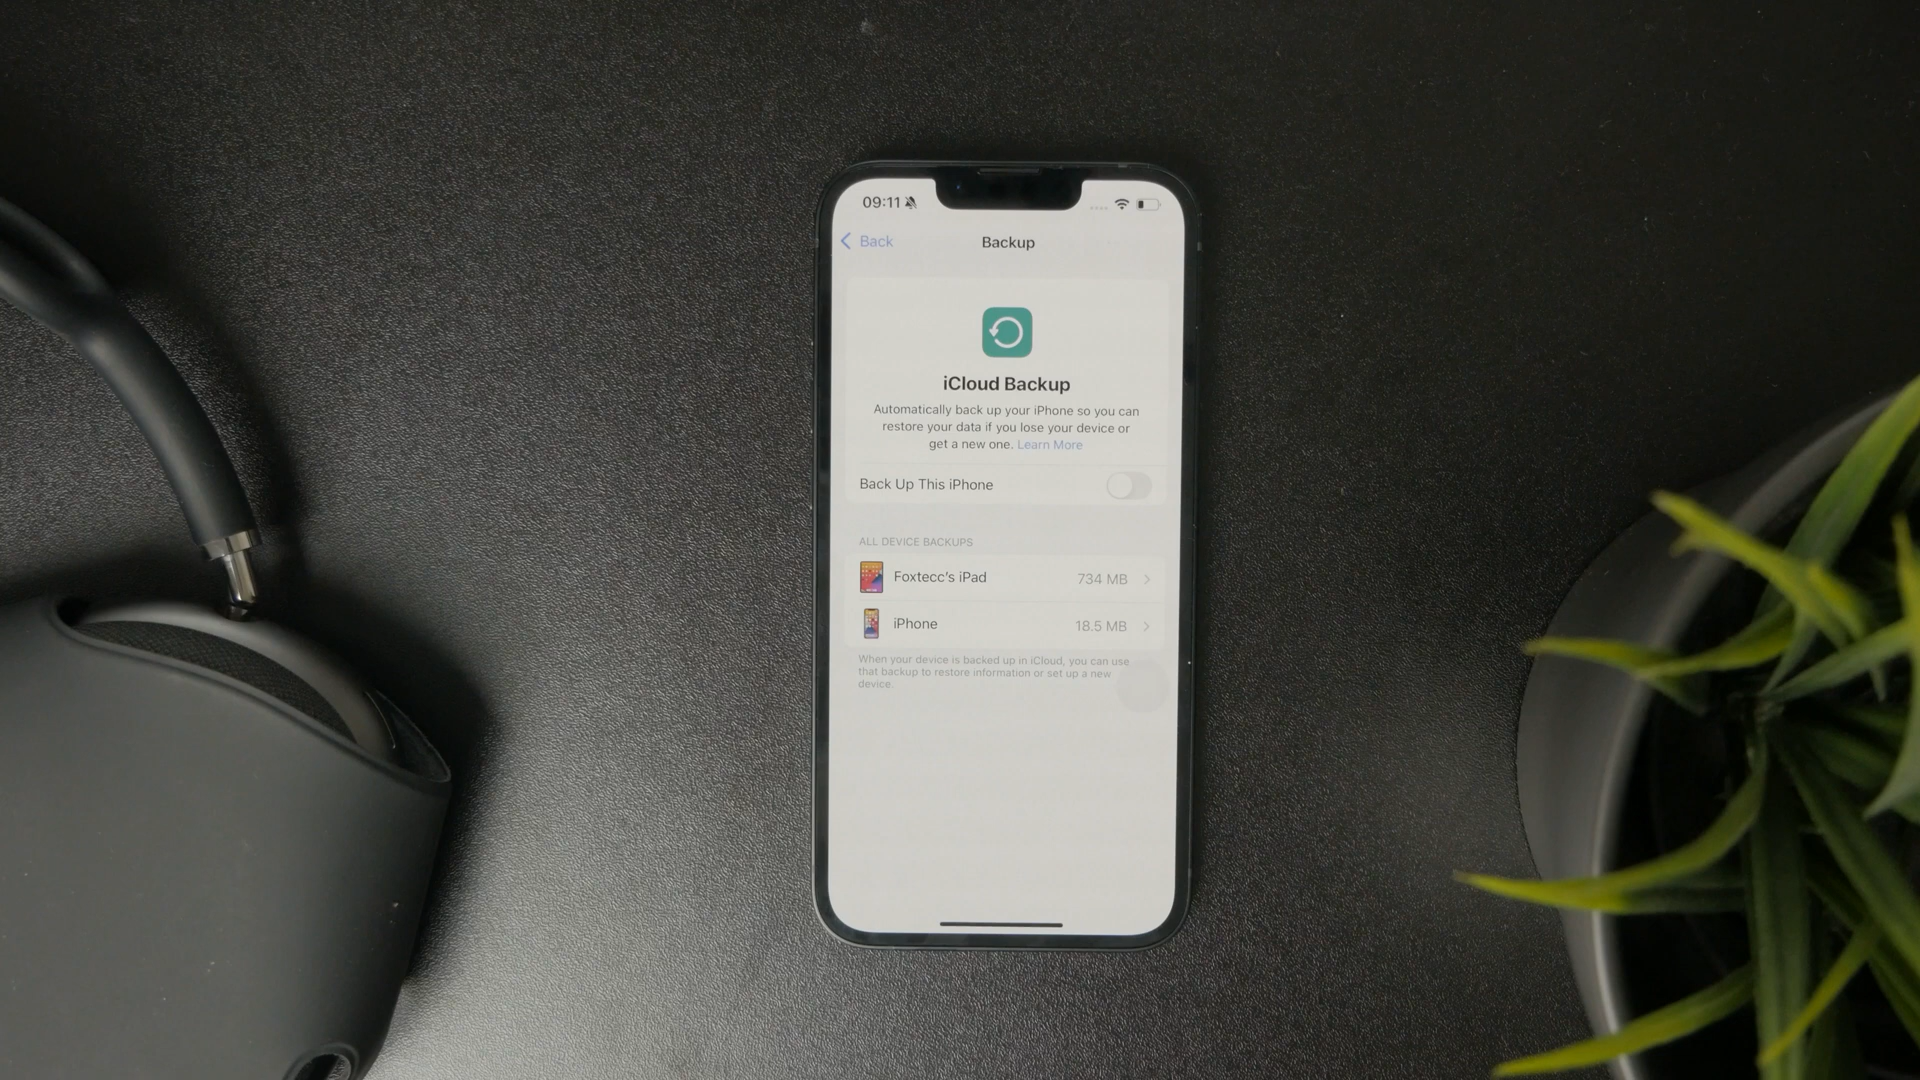 09:11
Back
Backup
iCloud Backup
Automatically back up your iPhone so you can
restore your data if you lose your device or
get a new one. Learn More
Back Up This iPhone
ALL DEVICE BACKUPS
Foxtecc's iPad 734 MB
iPhone 18.5 MB
When your device is backed up in iCloud, you can use
that backup to restore information or set up a new
device.